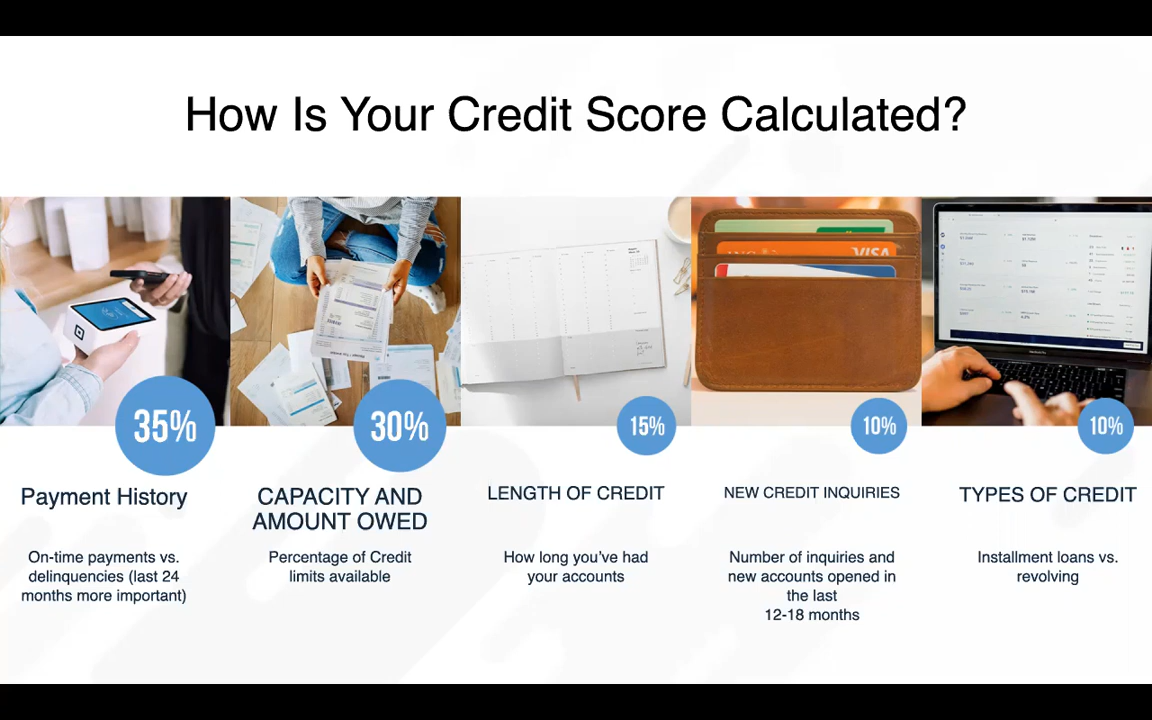 How Is Your Credit Score Calculated?
VISA
35%
30%
15%
10%
10%
Payment History
On-time payments vs.
delinquencies (last 24
months more important)
CAPACITY AND
AMOUNT OWED
Percentage of Credit
limits available
LENGTH OF CREDIT
How long you've had
your accounts
NEW CREDIT INQUIRIES
Number of inquiries and
new accounts opened in
the last
12-18 months
TYPES OF CREDIT
Installment loans vs.
revolving